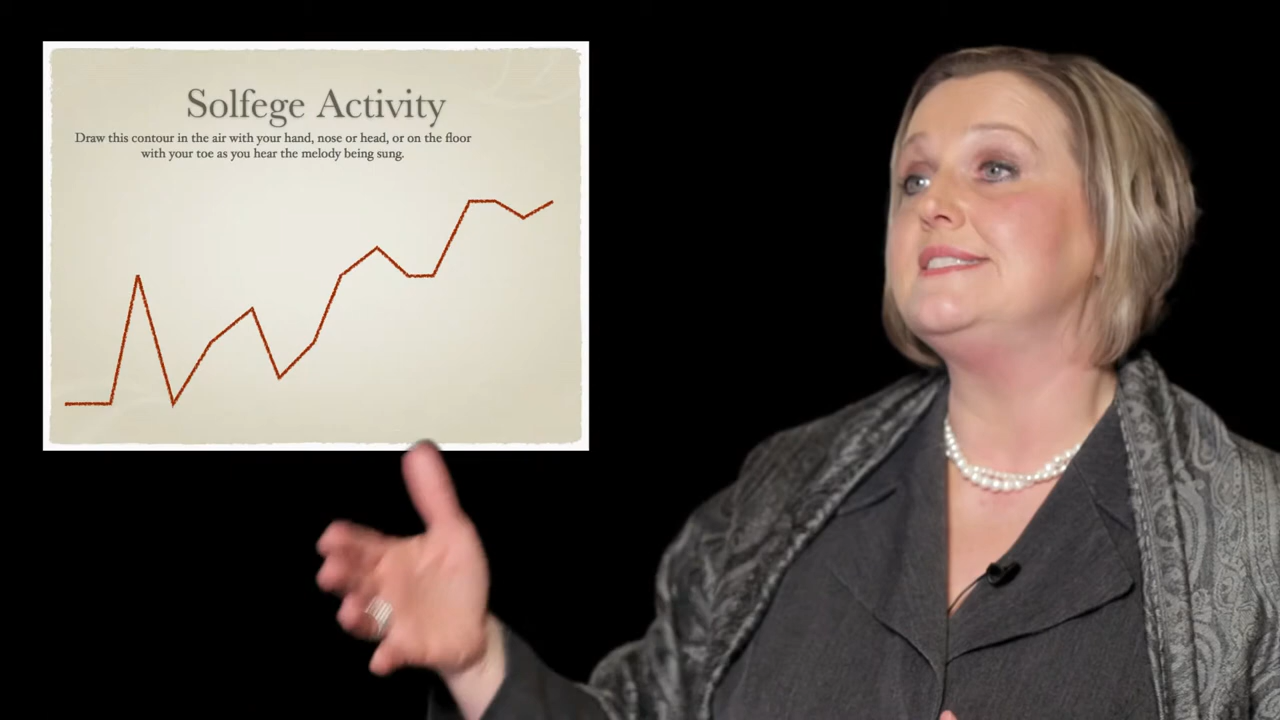 Solfege Activity
Draw this contour in the air with your hand, nose or head, or on the floor
with your toe as you hear the melody being sung.